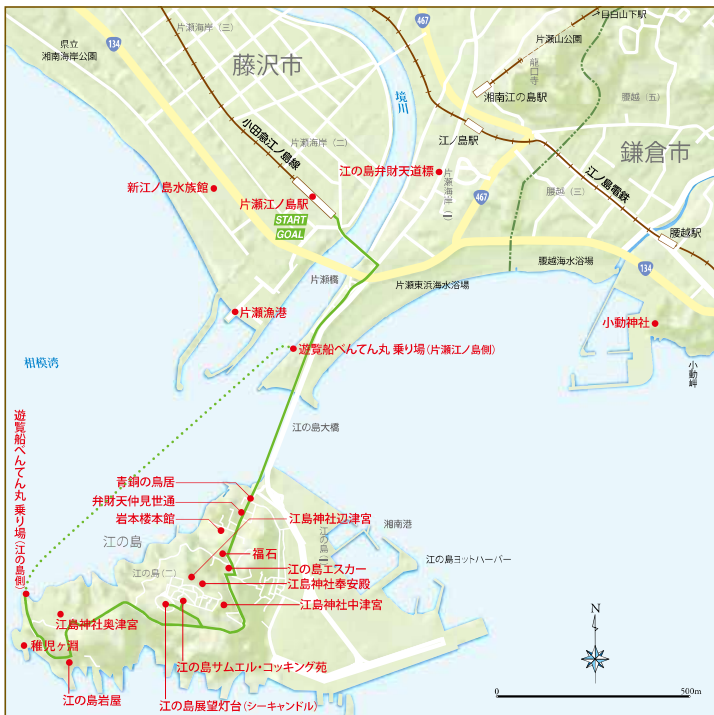 目白山下駅
県立
湘南海岸公園
134
片瀬海岸（三）
藤沢市
467
片瀬山公園
龍口寺
境川
湘南江の島駅
腰越（五）
小田急江ノ島線
片瀬海岸（二）
江ノ島駅
鎌倉市
江の島弁財天道標
片瀬海岸（一）
新江ノ島水族館
片瀬江ノ島駅
START
GOAL
467
腰越（三）
江ノ島電鉄
腰越駅
片瀬橋
片瀬東浜海水浴場
腰越海水浴場
134
片瀬漁港
小動神社
相模湾
遊覧船べんてん丸 乗り場（片瀬江の島側）
小動岬
遊覧船べんてん丸 乗り場（江の島側）
江の島大橋
青銅の鳥居
弁財天仲見世通
江島神社辺津宮
岩本楼本館
江の島
江の島（一）
湘南港
福石
江の島ヨットハーバー
江の島（二）
江の島エスカー
江島神社奉安殿
江島神社中津宮
江島神社奥津宮
稚児ヶ淵
江の島サムエル・コッキング苑
江の島岩屋
江の島展望灯台（シーキャンドル）
N
0
500m